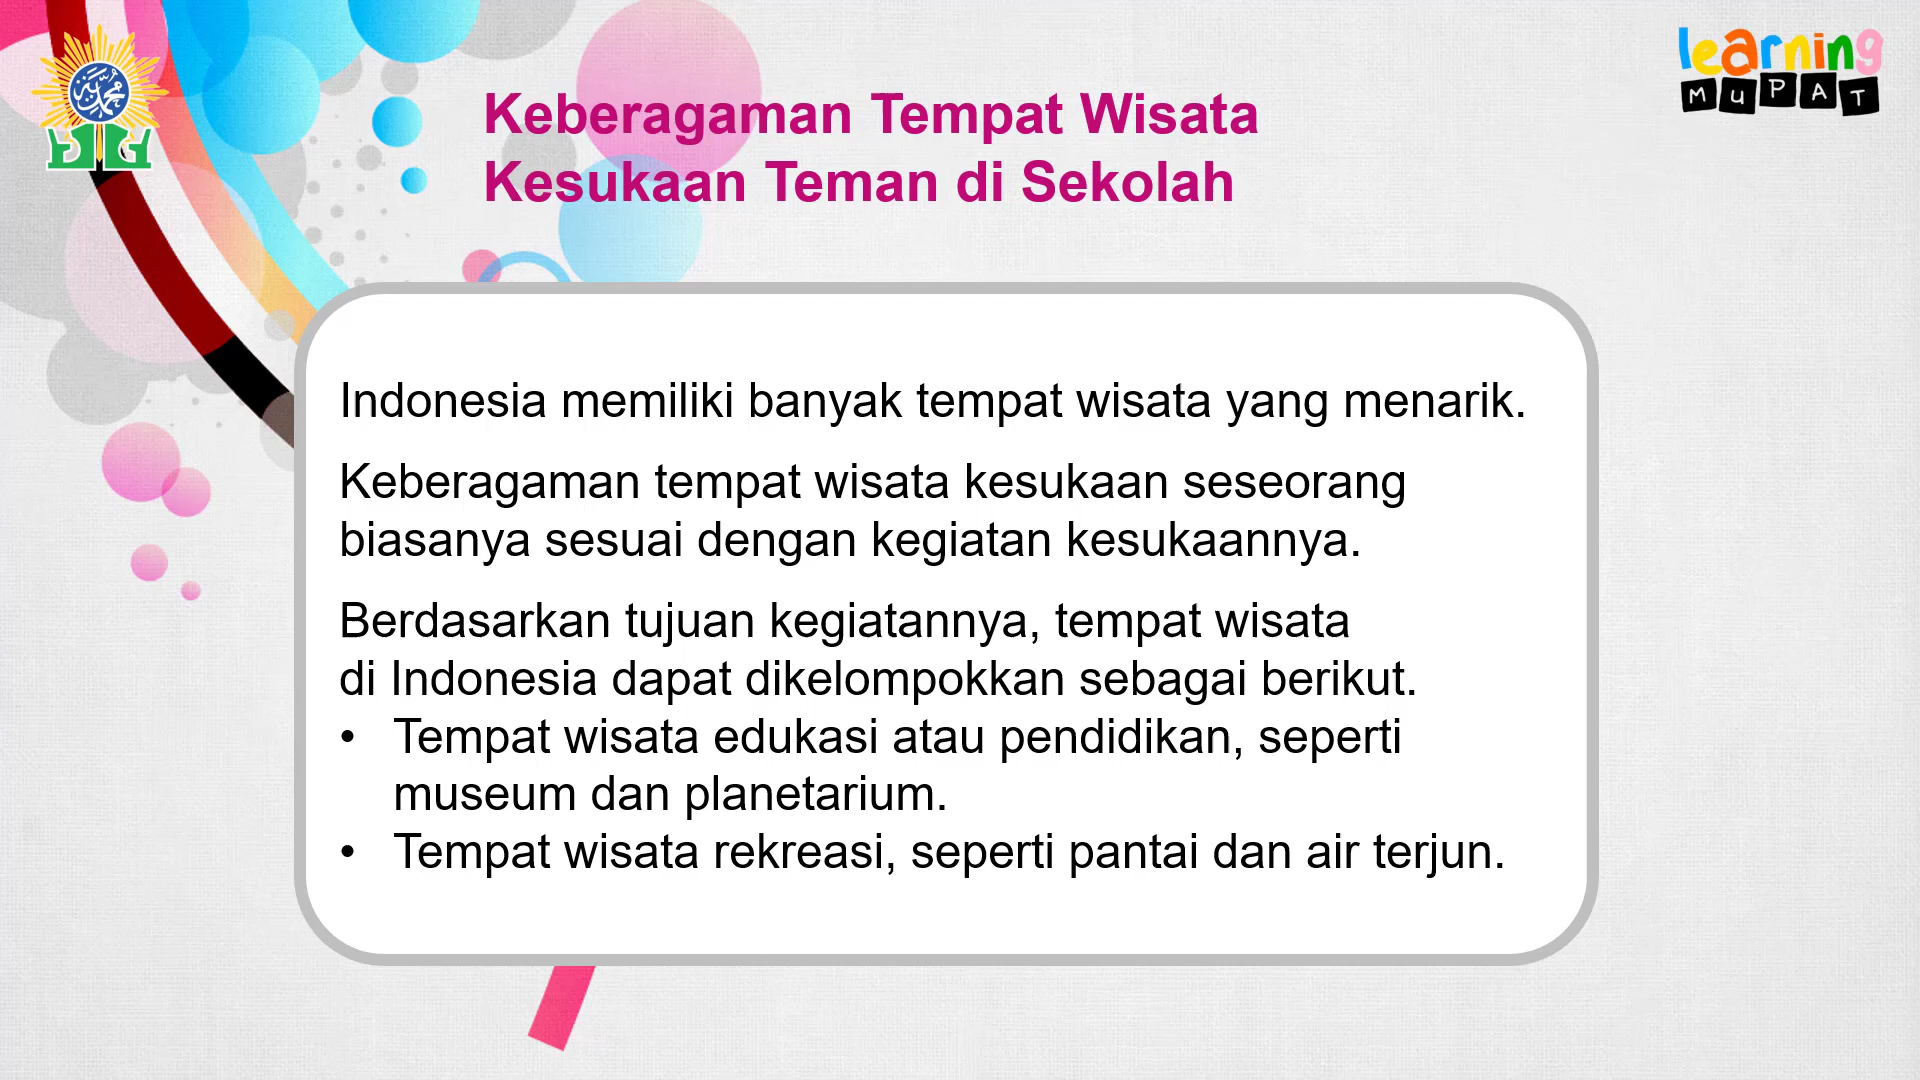 learning
MUPAT
Keberagaman Tempat Wisata
Kesukaan Teman di Sekolah
Indonesia memiliki banyak tempat wisata yang menarik.
Keberagaman tempat wisata kesukaan seseorang
biasanya sesuai dengan kegiatan kesukaannya.
Berdasarkan tujuan kegiatannya, tempat wisata
di Indonesia dapat dikelompokkan sebagai berikut.
• Tempat wisata edukasi atau pendidikan, seperti
museum dan planetarium.
• Tempat wisata rekreasi, seperti pantai dan air terjun.